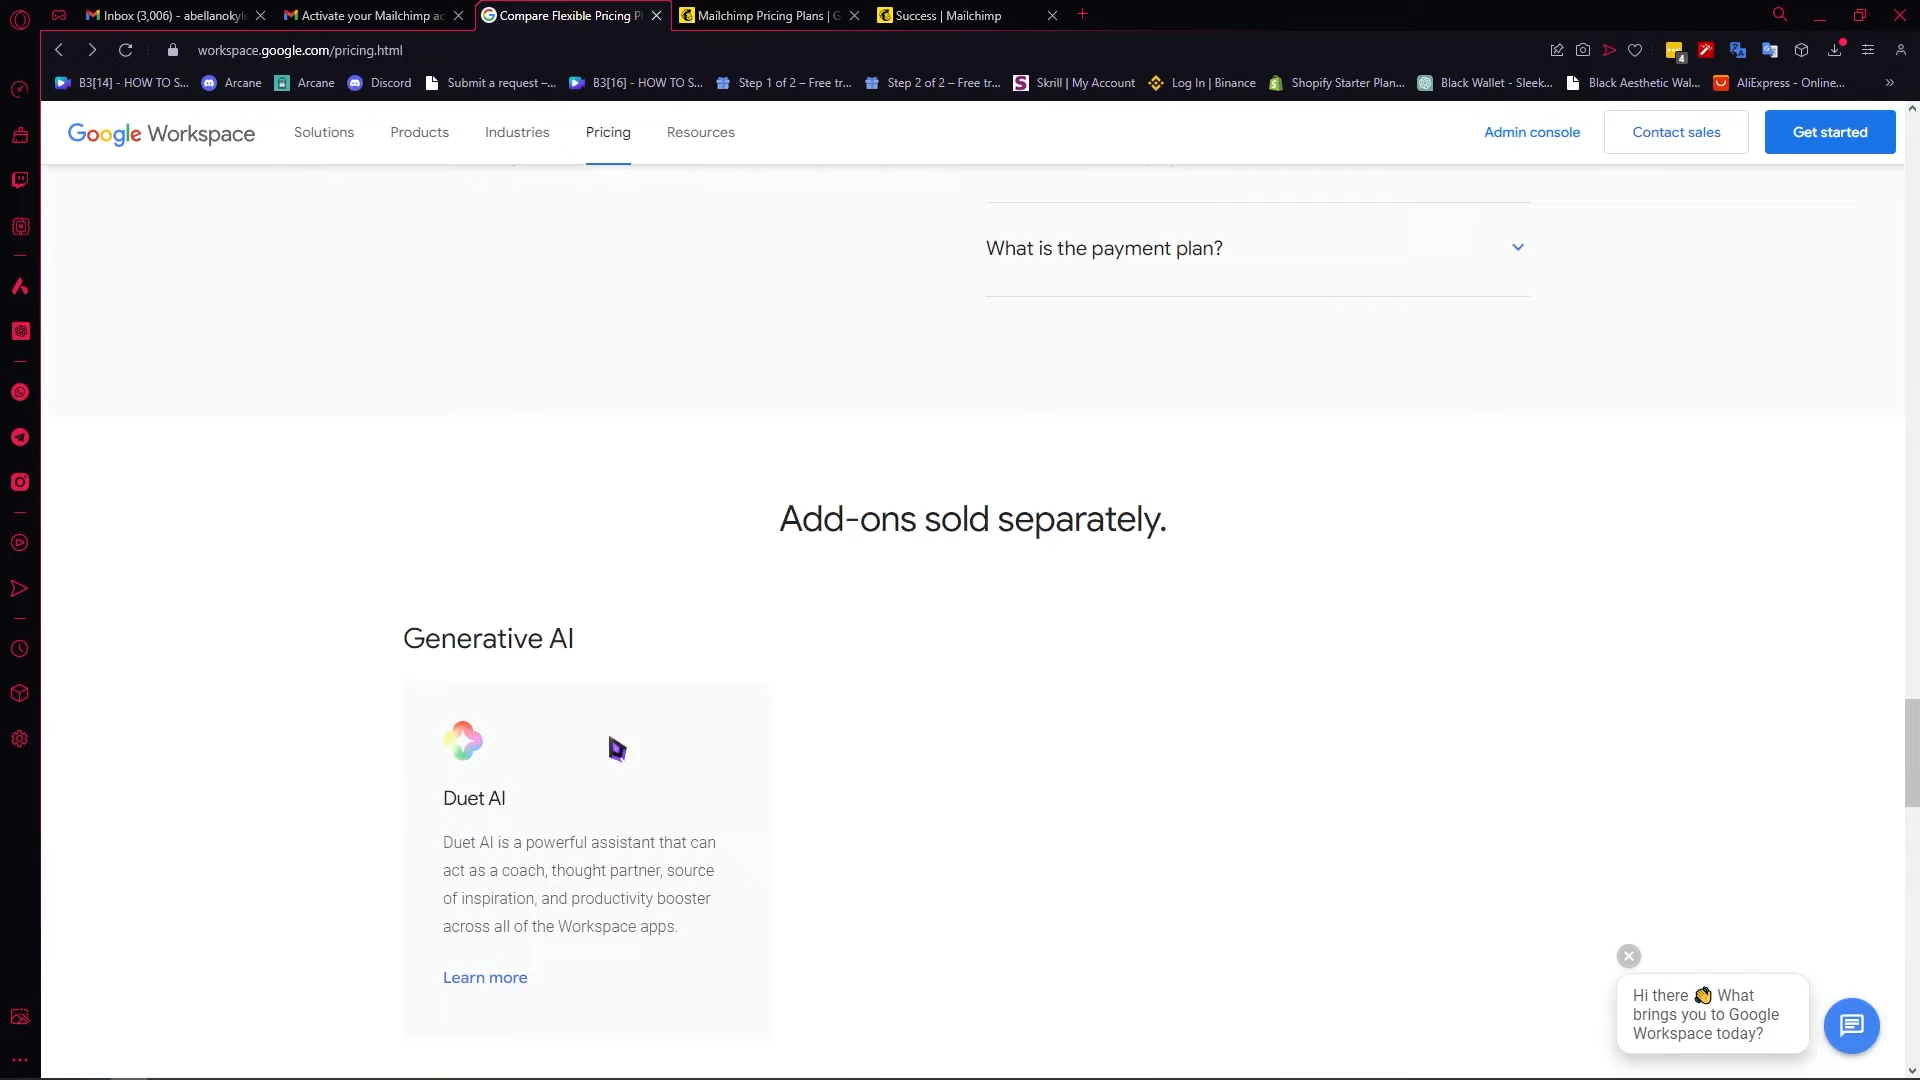 Inbox (3,006) - abellanokyle
Activate your Mailchimp ac
Compare Flexible Pricing Pl
Mailchimp Pricing Plans | G
Success | Mailchimp
workspace.google.com/pricing.html
4
B3[14] - HOW TO S...
Arcane
Arcane
Discord
Submit a request –...
B3[16] - HOW TO S...
Step 1 of 2 – Free tr...
Step 2 of 2 – Free tr...
Skrill | My Account
Log In | Binance
Shopify Starter Plan...
Black Wallet - Sleek...
Black Aesthetic Wal...
AliExpress - Online...
Google Workspace
Solutions
Products
Industries
Pricing
Resources
Admin console
Contact sales
Get started
What is the payment plan?
Add-ons sold separately.
Generative AI
Duet AI
Duet AI is a powerful assistant that can
act as a coach, thought partner, source
of inspiration, and productivity booster
across all of the Workspace apps.
Learn more
Hi there 👋 What
brings you to Google
Workspace today?